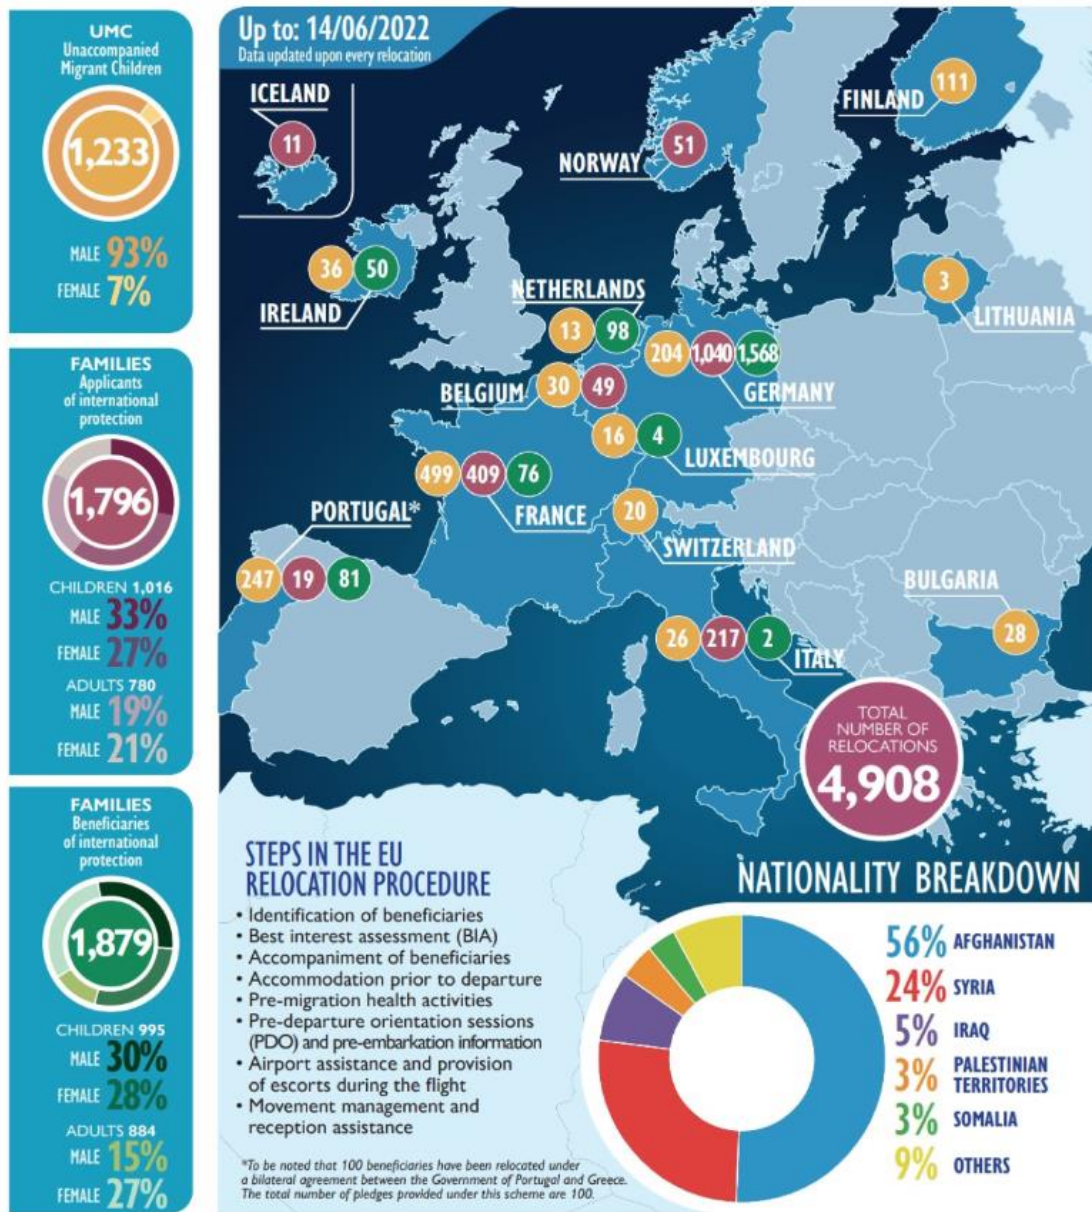 UMC
Unaccompanied
Migrant Children
1,233
MALE 93%
FEMALE 7%
FAMILIES
Applicants
of international
protection
1,796
CHILDREN 1,016
MALE 33%
FEMALE 27%
ADULTS 780
MALE 19%
FEMALE 21%
FAMILIES
Beneficiaries
of international
protection
1,879
CHILDREN 995
MALE 30%
FEMALE 28%
ADULTS 884
MALE 15%
FEMALE 27%
Up to: 14/06/2022
Data updated upon every relocation
ICELAND
11
FINLAND
111
NORWAY
51
36 50
IRELAND
NETHERLANDS
13 98
3
LITHUANIA
204 1,040 1,568
GERMANY
BELGIUM
30 49
16 4
LUXEMBOURG
499 409 76
FRANCE
PORTUGAL*
247 19 81
20
SWITZERLAND
BULGARIA
28
26 217 2
ITALY
TOTAL
NUMBER OF
RELOCATIONS
4,908
STEPS IN THE EU
RELOCATION PROCEDURE
• Identification of beneficiaries
• Best interest assessment (BIA)
• Accompaniment of beneficiaries
• Accommodation prior to departure
• Pre-migration health activities
• Pre-departure orientation sessions
(PDO) and pre-embarkation information
• Airport assistance and provision
of escorts during the flight
• Movement management and
reception assistance
*To be noted that 100 beneficiaries have been relocated under
a bilateral agreement between the Government of Portugal and Greece.
The total number of pledges provided under this scheme are 100.
NATIONALITY BREAKDOWN
56% AFGHANISTAN
24% SYRIA
5% IRAQ
3% PALESTINIAN
TERRITORIES
3% SOMALIA
9% OTHERS